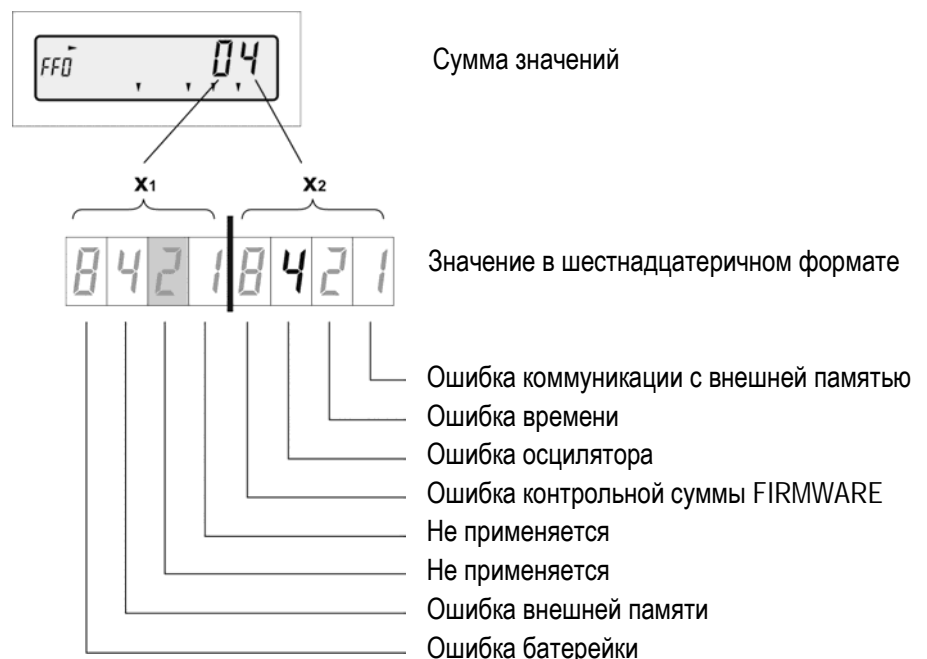 FF0 04
Сумма значений
x1 x2
8 4 2 1 8 4 2 1
Значение в шестнадцатеричном формате
Ошибка коммуникации с внешней памятью
Ошибка времени
Ошибка осцилятора
Ошибка контрольной суммы FIRMWARE
Не применяется
Не применяется
Ошибка внешней памяти
Ошибка батерейки